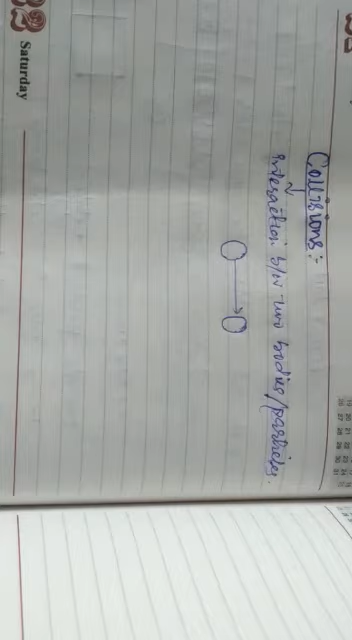 Collisions :-
Interaction b/w two bodies/particles.
Saturday